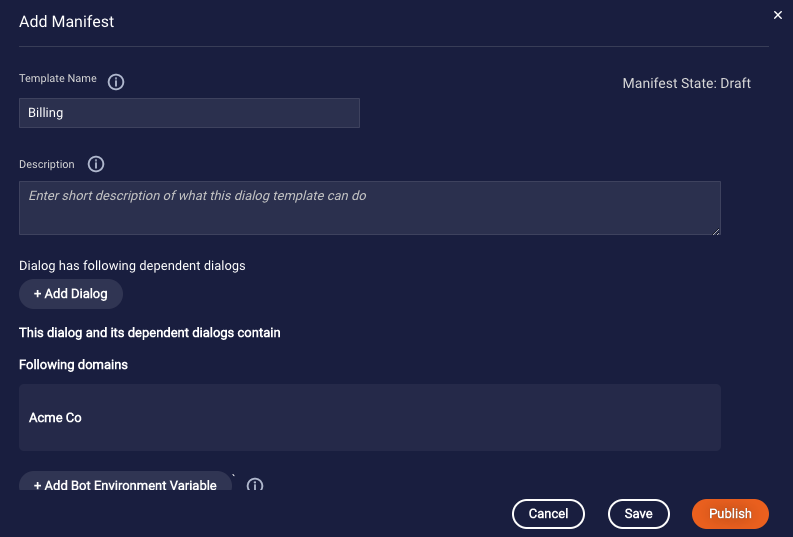 Add Manifest
×
Template Name
Manifest State: Draft
Billing
Description
Enter short description of what this dialog template can do
Dialog has following dependent dialogs
+ Add Dialog
This dialog and its dependent dialogs contain
Following domains
Acme Co
+ Add Bot Environment Variable `
Cancel
Save
Publish